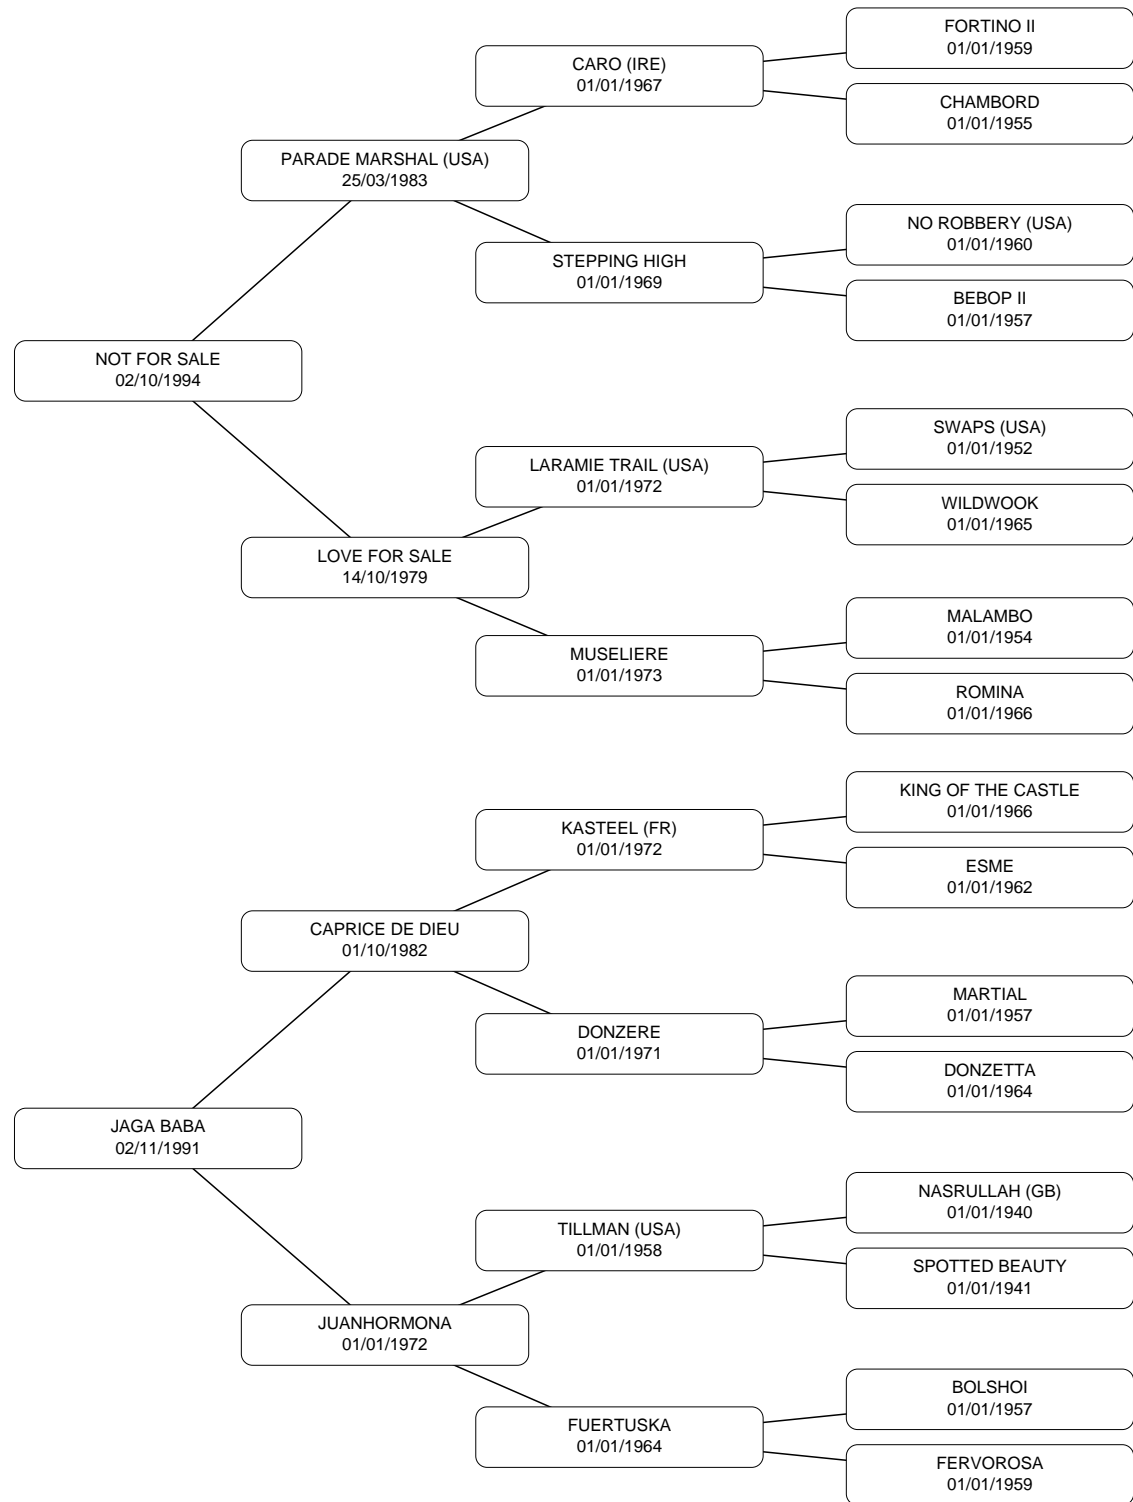 FORTINO II
01/01/1959
CARO (IRE)
01/01/1967
CHAMBORD
01/01/1955
PARADE MARSHAL (USA)
25/03/1983
NO ROBBERY (USA)
01/01/1960
STEPPING HIGH
01/01/1969
BEBOP II
01/01/1957
NOT FOR SALE
02/10/1994
SWAPS (USA)
01/01/1952
LARAMIE TRAIL (USA)
01/01/1972
WILDWOOK
01/01/1965
LOVE FOR SALE
14/10/1979
MALAMBO
01/01/1954
MUSELIERE
01/01/1973
ROMINA
01/01/1966
KING OF THE CASTLE
01/01/1966
KASTEEL (FR)
01/01/1972
ESME
01/01/1962
CAPRICE DE DIEU
01/10/1982
MARTIAL
01/01/1957
DONZERE
01/01/1971
DONZETTA
01/01/1964
JAGA BABA
02/11/1991
NASRULLAH (GB)
01/01/1940
TILLMAN (USA)
01/01/1958
SPOTTED BEAUTY
01/01/1941
JUANHORMONA
01/01/1972
BOLSHOI
01/01/1957
FUERTUSKA
01/01/1964
FERVOROSA
01/01/1959